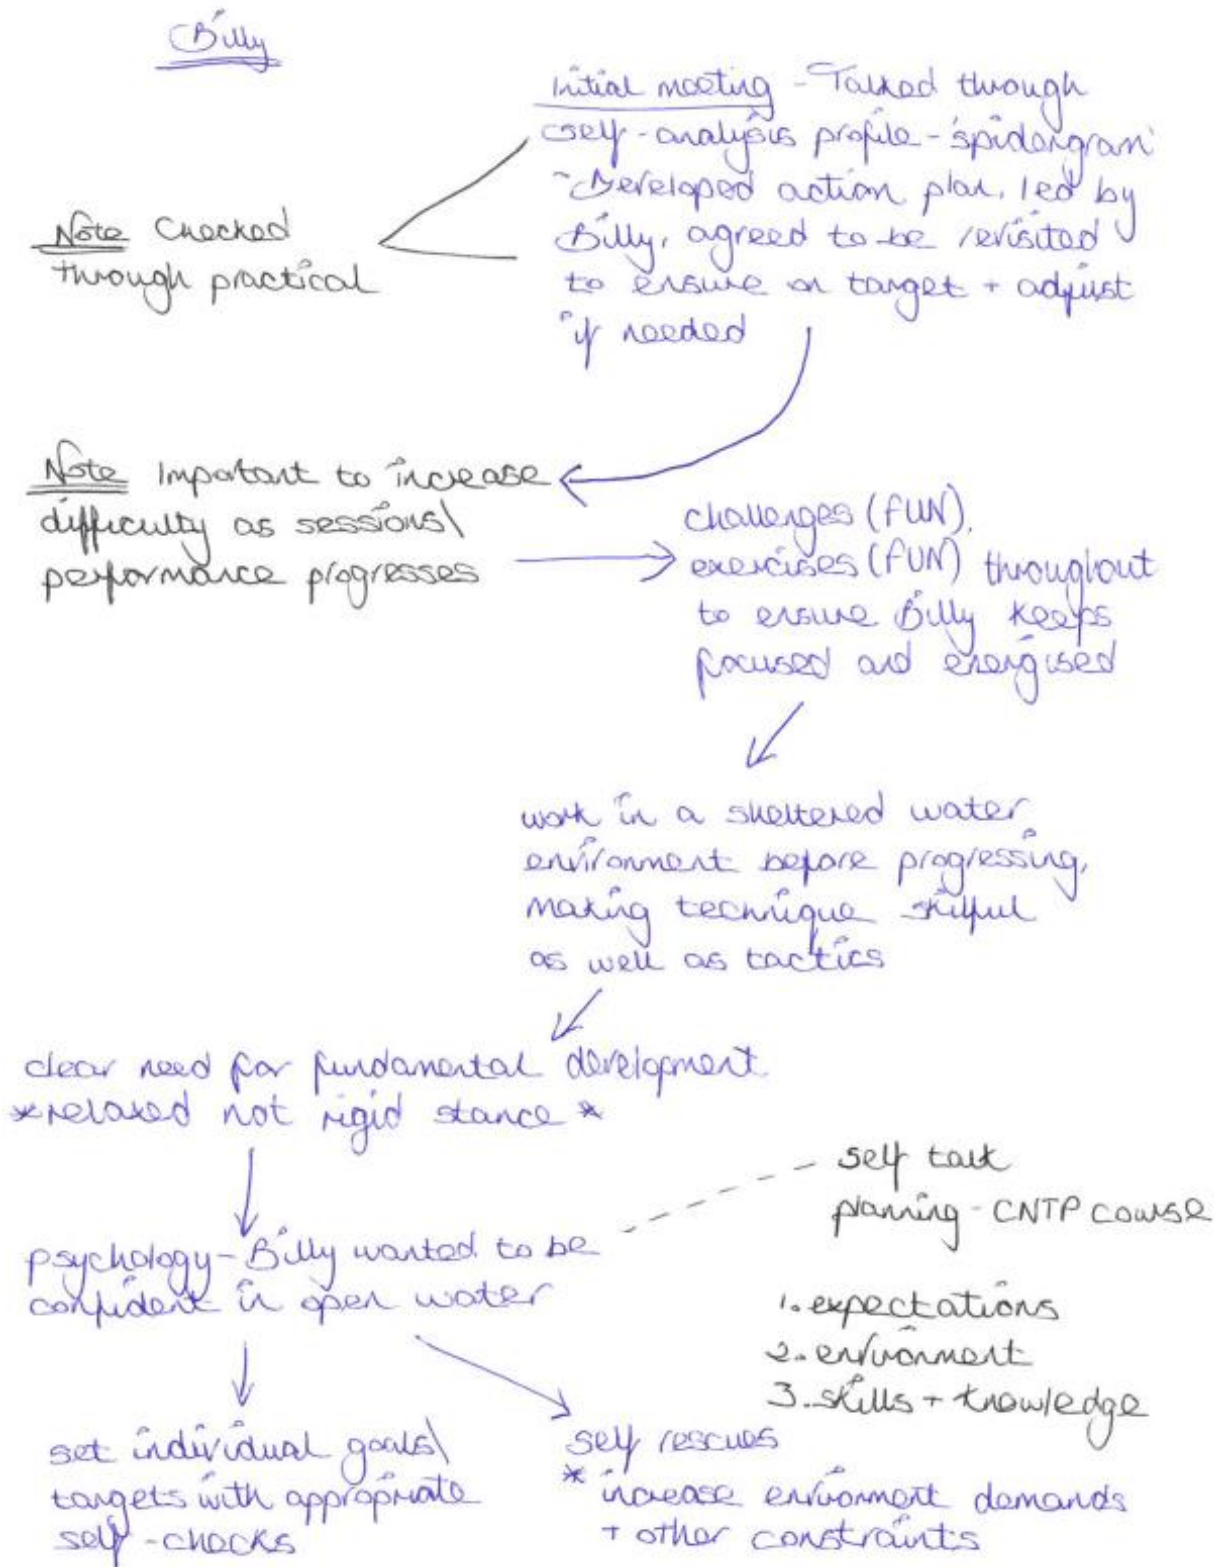 Billy
Initial meeting - Talked through
self-analysis profile - 'spidergram'
- Developed action plan, led by
Billy, agreed to be revisited
to ensure on target + adjust
if needed
Note Checked
through practical
Note Important to increase
difficulty as sessions\
performance progresses
challenges (FUN),
exercises (FUN) throughout
to ensure Billy keeps
focused and energised
work in a sheltered water
environment before progressing,
making technique skilful
as well as tactics
clear need for fundamental development
*relaxed not rigid stance*
self talk
planning - CNTP course
psychology - Billy wanted to be
confident in open water
1. expectations
2. environment
3. skills + knowledge
set individual goals\
targets with appropriate
self-checks
self rescues
* increase environment demands
+ other constraints